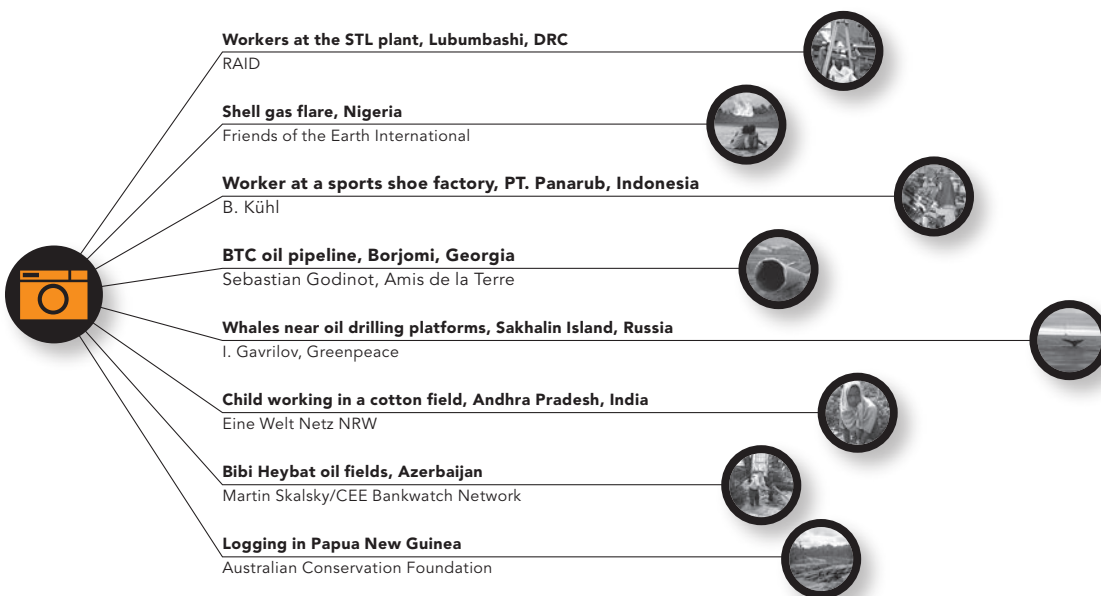 Workers at the STL plant, Lubumbashi, DRC
RAID
Shell gas flare, Nigeria
Friends of the Earth International
Worker at a sports shoe factory, PT. Panarub, Indonesia
B. Kühl
BTC oil pipeline, Borjomi, Georgia
Sebastian Godinot, Amis de la Terre
Whales near oil drilling platforms, Sakhalin Island, Russia
I. Gavrilov, Greenpeace
Child working in a cotton field, Andhra Pradesh, India
Eine Welt Netz NRW
Bibi Heybat oil fields, Azerbaijan
Martin Skalsky/CEE Bankwatch Network
Logging in Papua New Guinea
Australian Conservation Foundation